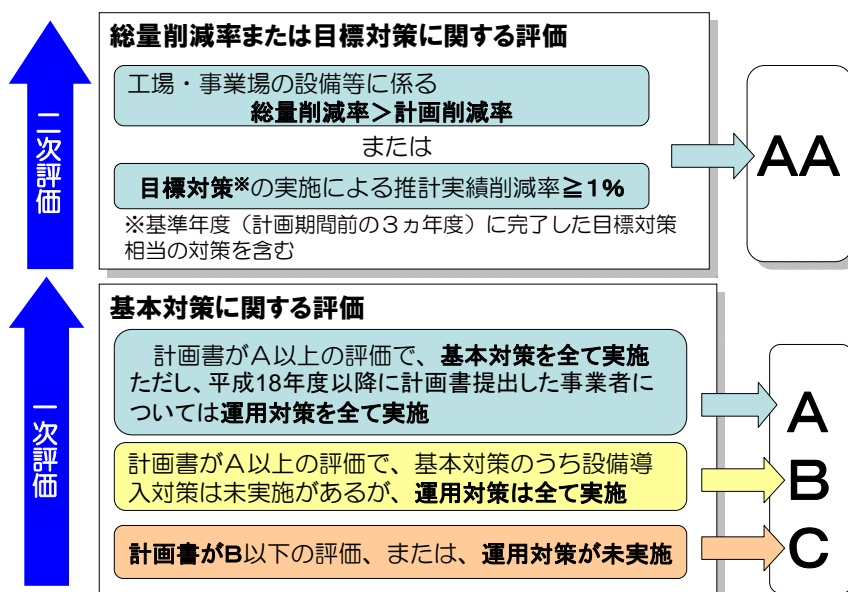 総量削減率または目標対策に関する評価
工場・事業場の設備等に係る
総量削減率＞計画削減率
または
目標対策※の実施による推計実績削減率≧1%
※基準年度（計画期間前の３ヵ年度）に完了した目標対策
相当の対策を含む
二次評価
AA
基本対策に関する評価
計画書がＡ以上の評価で、基本対策を全て実施
ただし、平成18年度以降に計画書提出した事業者に
ついては運用対策を全て実施
計画書がＡ以上の評価で、基本対策のうち設備導
入対策は未実施があるが、運用対策は全て実施
計画書がB以下の評価、または、運用対策が未実施
一次評価
A
B
C